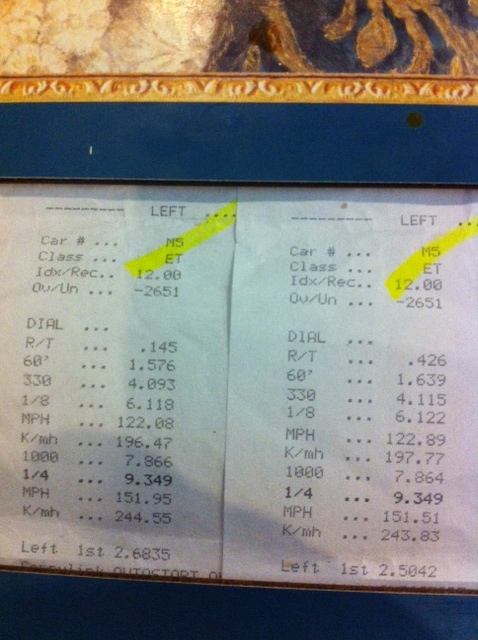 -------- LEFT ....
Car # ... M5
Class ... ET
Idx/Rec.. 12.00
Ov/Un ... -2651
DIAL ...
R/T ... .145
60' ... 1.576
330 ... 4.093
1/8 ... 6.118
MPH ... 122.08
K/mh ... 196.47
1000 ... 7.866
1/4 ... 9.349
MPH ... 151.95
K/mh ... 244.55
Left 1st 2.6835
AUTOSTART
-------- LEFT ...
Car # ... M5
Class ... ET
Idx/Rec.. 12.00
Ov/Un ... -2651
DIAL ...
R/T ... .426
60' ... 1.639
330 ... 4.115
1/8 ... 6.122
MPH ... 122.89
K/mh ... 197.77
1000 ... 7.864
1/4 ... 9.349
MPH ... 151.51
K/mh ... 243.83
Left 1st 2.5042